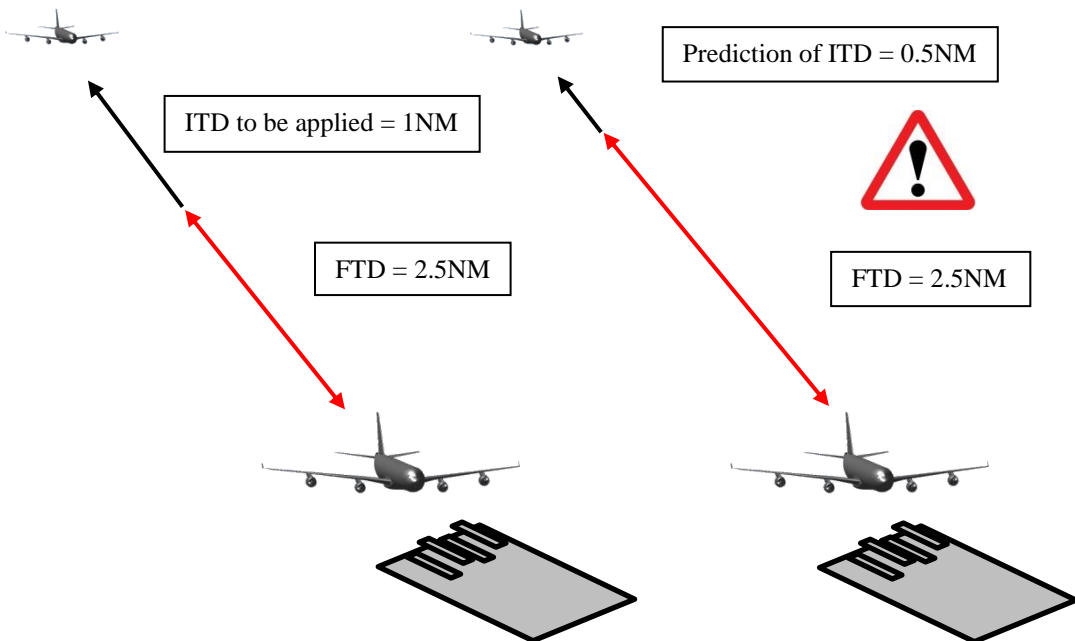 Prediction of ITD = 0.5NM
ITD to be applied = 1NM
FTD = 2.5NM
FTD = 2.5NM